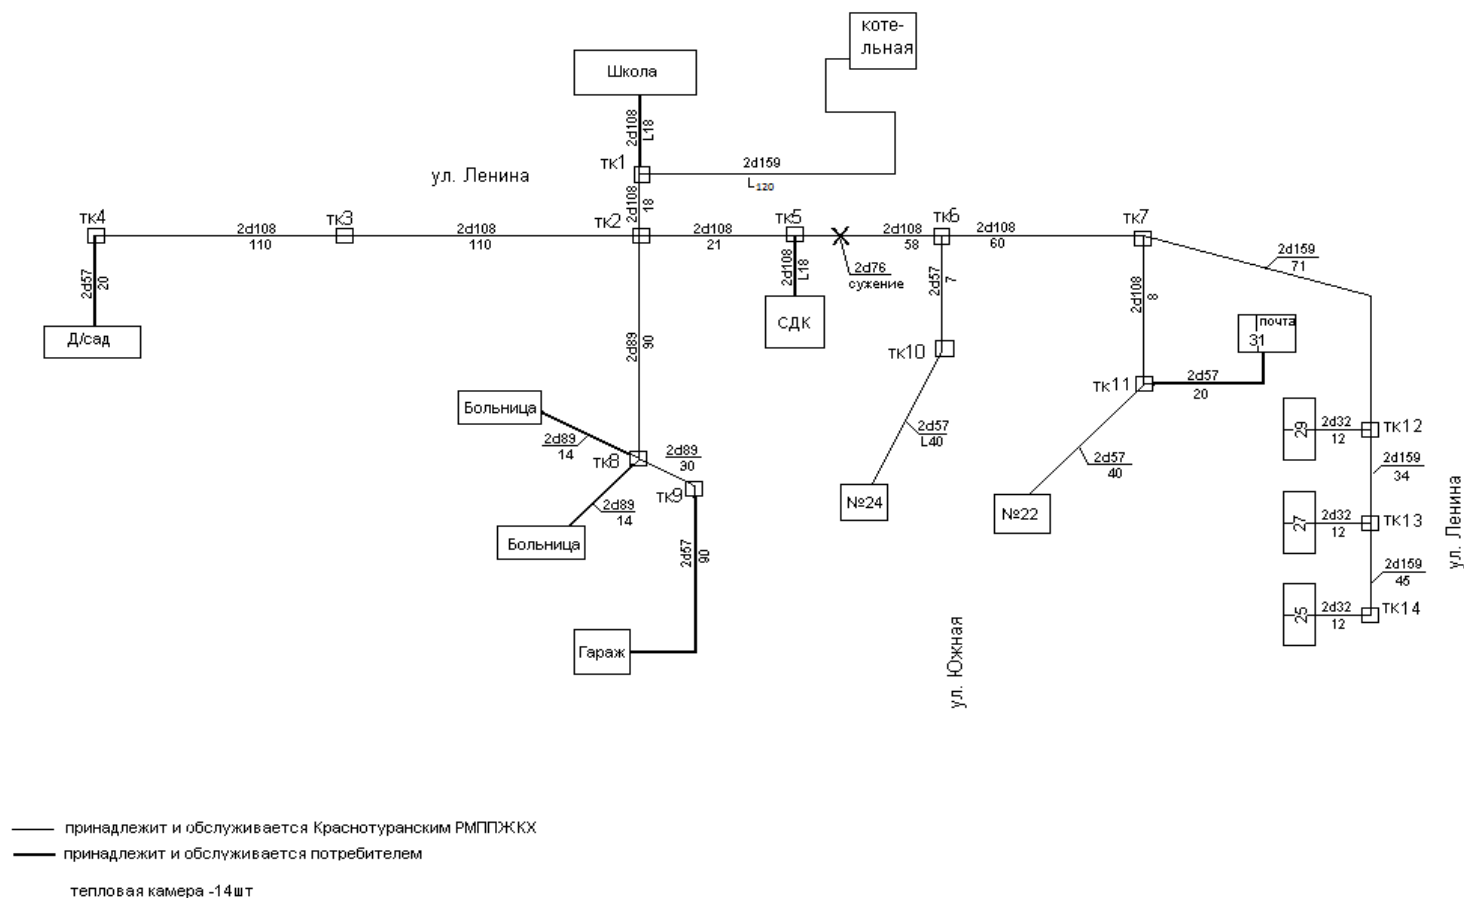 коте-
льная
Школа
2d108
L18
тк1
2d159
L120
ул. Ленина
2d108
18
тк4
2d108
110
тк3
2d108
110
тк2
2d108
21
тк5
2d108
58
тк6
2d108
60
тк7
2d159
71
2d76
сужение
2d57
20
2d108
L18
2d57
7
2d108
8
Д/сад
СДК
почта
31
2d89
90
тк10
тк11
2d57
20
Больница
2d89
14
тк8
2d89
30
тк9
2d57
L40
2d57
40
29
2d32
12
тк12
2d159
34
№24
№22
2d89
14
Больница
27
2d32
12
тк13
ул. Ленина
2d57
90
2d159
45
25
2d32
12
тк14
Гараж
ул. Южная
принадлежит и обслуживается Краснотуранским РМППЖКХ
принадлежит и обслуживается потребителем
тепловая камера -14шт